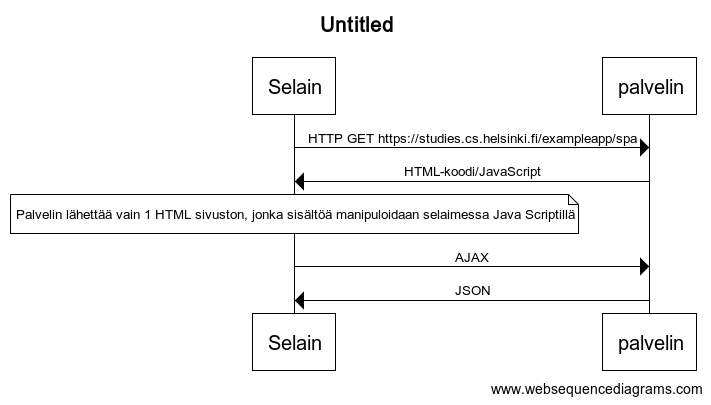 Untitled
Selain
palvelin
HTTP GET https://studies.cs.helsinki.fi/exampleapp/spa
HTML-koodi/JavaScript
Palvelin lähettää vain 1 HTML sivuston, jonka sisältöä manipuloidaan selaimessa Java Scriptillä
AJAX
JSON
Selain
palvelin
www.websequencediagrams.com